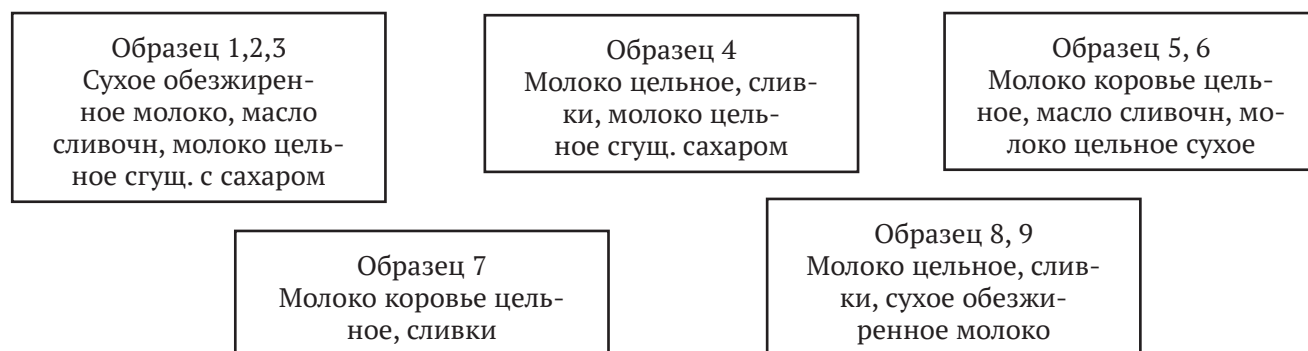 Образец 1,2,3
Сухое обезжирен-
ное молоко, масло
сливочн, молоко цель-
ное сгущ. с сахаром
Образец 4
Молоко цельное, слив-
ки, молоко цель-
ное сгущ. сахаром
Образец 5, 6
Молоко коровье цель-
ное, масло сливочн, мо-
локо цельное сухое
Образец 7
Молоко коровье цель-
ное, сливки
Образец 8, 9
Молоко цельное, слив-
ки, сухое обезжи-
ренное молоко